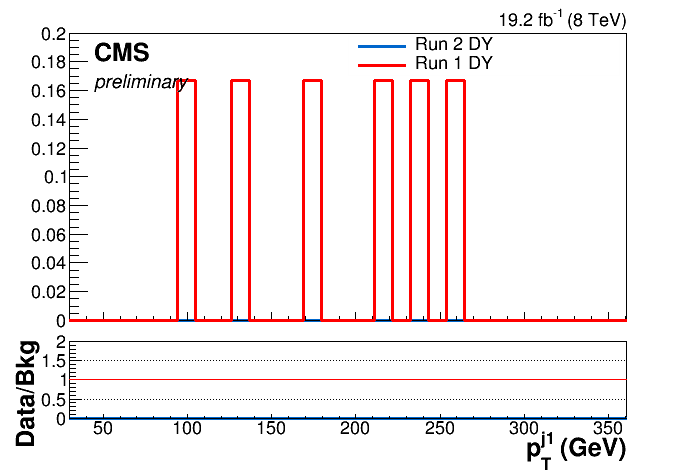 19.2 fb-1 (8 TeV)
CMS
preliminary
Run 2 DY
Run 1 DY
0.2
0.18
0.16
0.14
0.12
0.1
0.08
0.06
0.04
0.02
0
Data/Bkg
2
1.5
1
0.5
0
50 100 150 200 250 300 350
pTj1 (GeV)